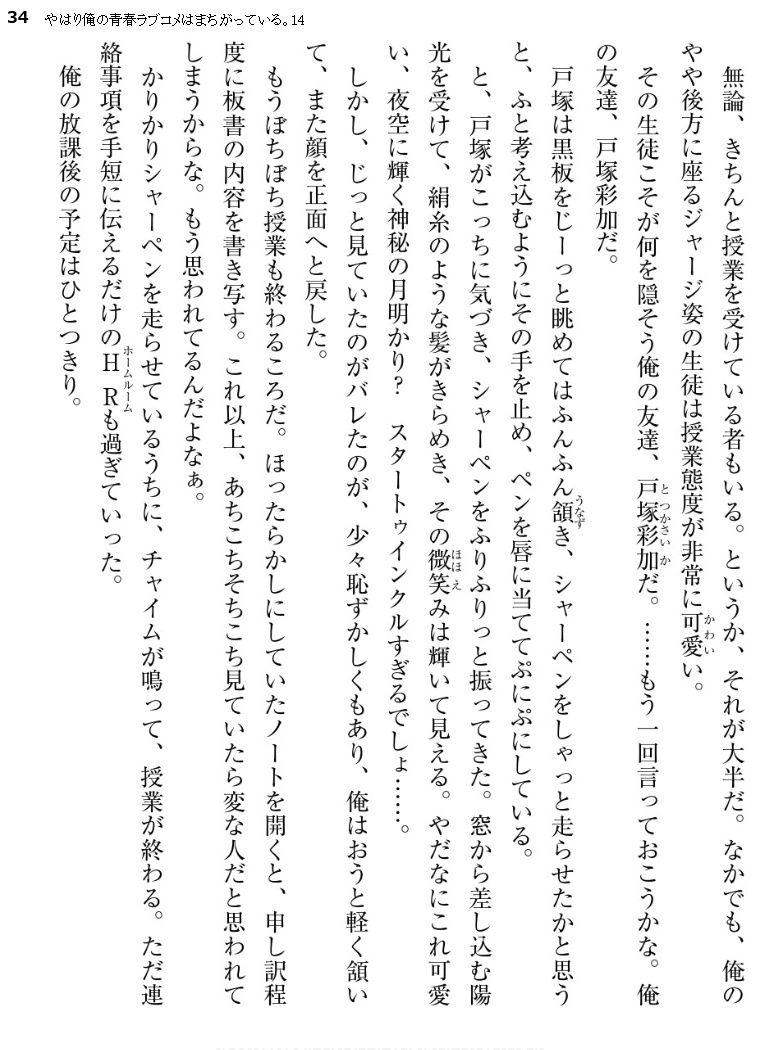 34 やはり俺の青春ラブコメはまちがっている。14
無論、きちんと授業を受けている者もいる。というか、それが大半だ。なかでも、俺の
やや後方に座るジャージ姿の生徒は授業態度が非常に可愛い。
その生徒こそが何を隠そう俺の友達、戸塚彩加だ。……もう一回言っておこうかな。俺
の友達、戸塚彩加だ。
戸塚は黒板をじーっと眺めてはふんふん頷き、シャーペンをしゃっと走らせたかと思う
と、ふと考え込むようにその手を止め、ペンを唇に当ててぷにぷにしている。
と、戸塚がこっちに気づき、シャーペンをふりふりっと振ってきた。窓から差し込む陽
光を受けて、絹糸のような髪がきらめき、その微笑みは輝いて見える。やだなにこれ可愛
い、夜空に輝く神秘の月明かり？　スタートゥインクルすぎるでしょ……。
しかし、じっと見ていたのがバレたのが、少々恥ずかしくもあり、俺はおうと軽く頷い
て、また顔を正面へと戻した。
もうぼちぼち授業も終わるころだ。ほったらかしにしていたノートを開くと、申し訳程
度に板書の内容を書き写す。これ以上、あちこちそちこち見ていたら変な人だと思われて
しまうからな。もう思われてるんだよなぁ。
かりかりシャーペンを走らせているうちに、チャイムが鳴って、授業が終わる。ただ連
絡事項を手短に伝えるだけのＨＲも過ぎていった。
俺の放課後の予定はひとつきり。